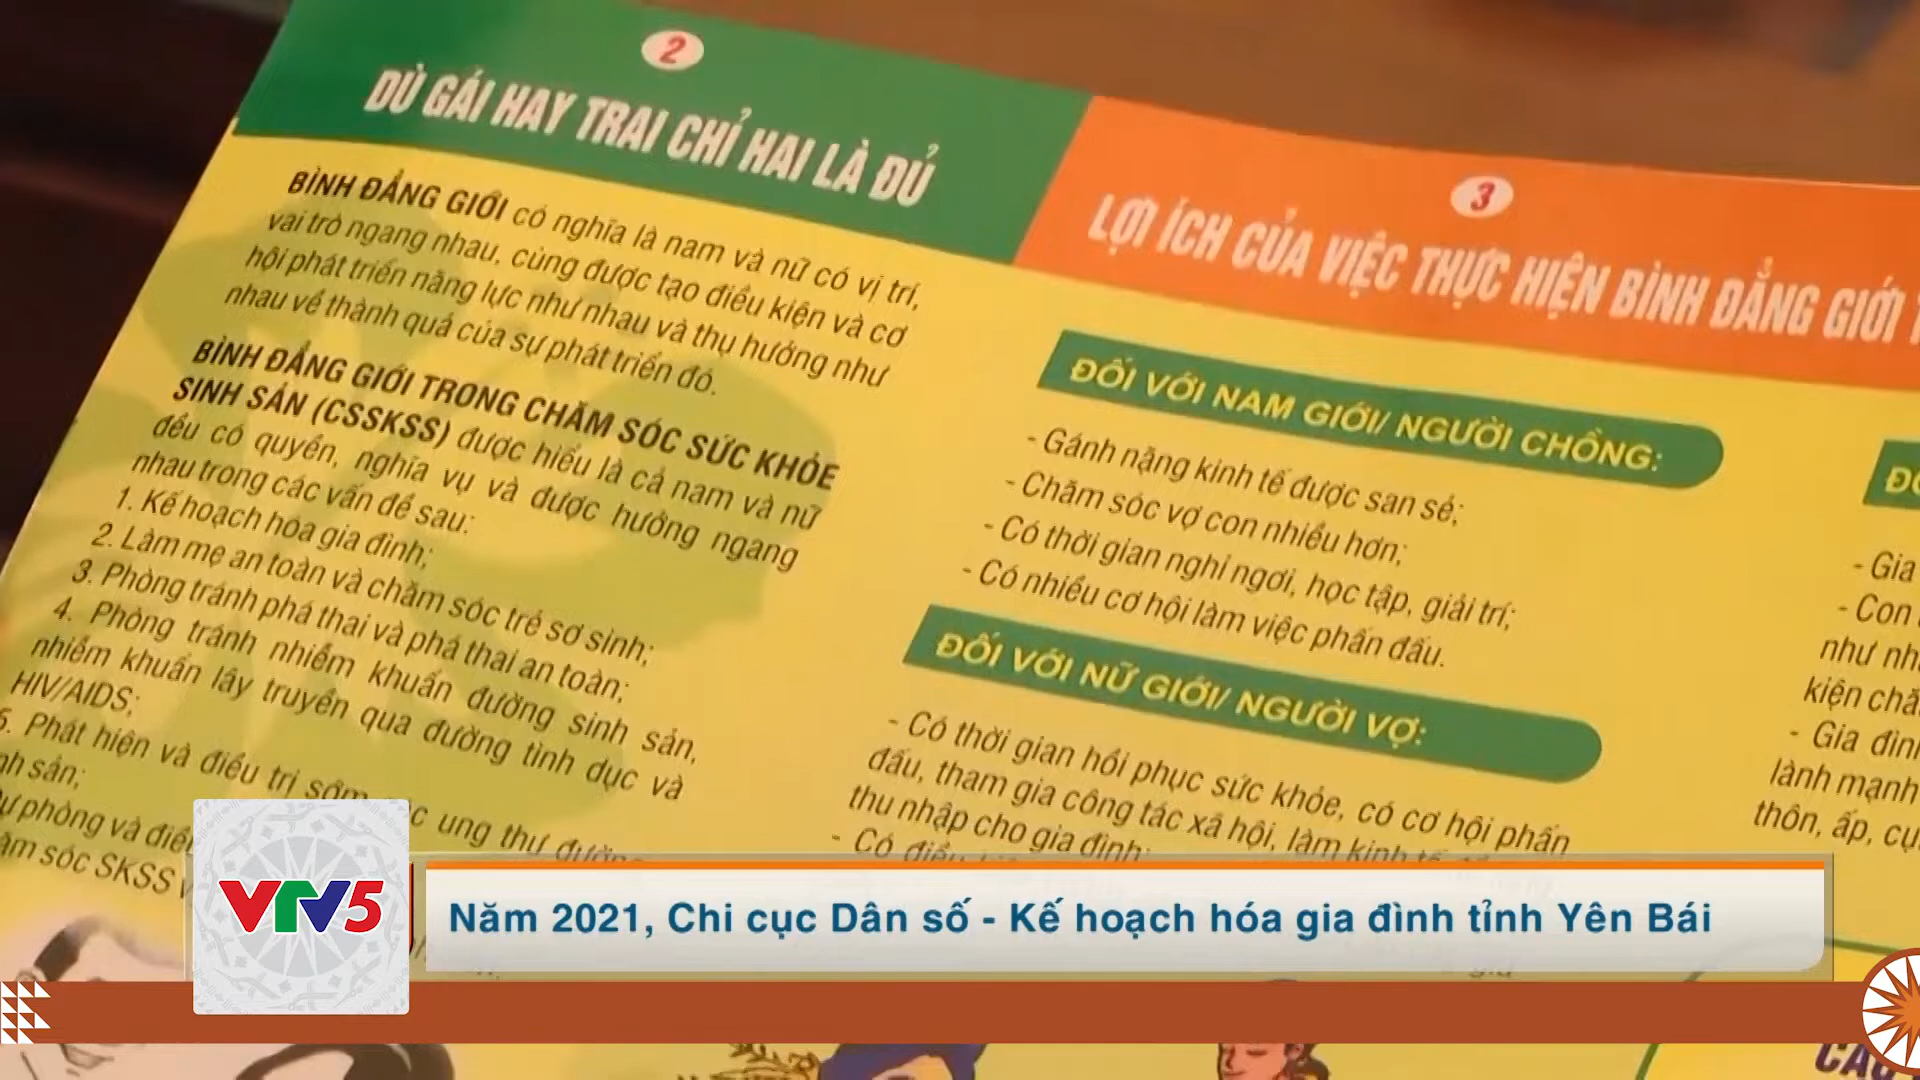 2
DÙ GÁI HAY TRAI CHỈ HAI LÀ ĐỦ
BÌNH ĐẲNG GIỚI có nghĩa là nam và nữ có vị trí,
vai trò ngang nhau, cùng được tạo điều kiện và cơ
hội phát triển năng lực như nhau và thụ hưởng như
nhau về thành quả của sự phát triển đó.
BÌNH ĐẲNG GIỚI TRONG CHĂM SÓC SỨC KHỎE
SINH SẢN (CSSKSS) được hiểu là cả nam và nữ
đều có quyền, nghĩa vụ và được hưởng ngang
nhau trong các vấn đề sau:
1. Kế hoạch hóa gia đình;
2. Làm mẹ an toàn và chăm sóc trẻ sơ sinh;
3. Phòng tránh phá thai và phá thai an toàn;
4. Phòng tránh nhiễm khuẩn đường sinh sản,
nhiễm khuẩn lây truyền qua đường tình dục và
HIV/AIDS;
5. Phát hiện và điều trị sớm ung thư đường
sản;
phòng và
sóc SKSS
3
LỢI ÍCH CỦA VIỆC THỰC HIỆN BÌNH ĐẲNG GIỚI
ĐỐI VỚI NAM GIỚI/ NGƯỜI CHỒNG:
- Gánh nặng kinh tế được san sẻ;
- Chăm sóc vợ con nhiều hơn;
- Có thời gian nghỉ ngơi, học tập, giải trí;
- Có nhiều cơ hội làm việc phấn đấu.
ĐỐI VỚI NỮ GIỚI/ NGƯỜI VỢ:
- Có thời gian hồi phục sức khỏe, có cơ hội phấn
đấu, tham gia công tác xã hội, làm kinh tế
thu nhập cho gia đình;
- Có
- Gia
- Con
như
kiện
- Gia đình
lành mạnh
thôn, ấp,
VTV5
Năm 2021, Chi cục Dân số - Kế hoạch hóa gia đình tỉnh Yên Bái